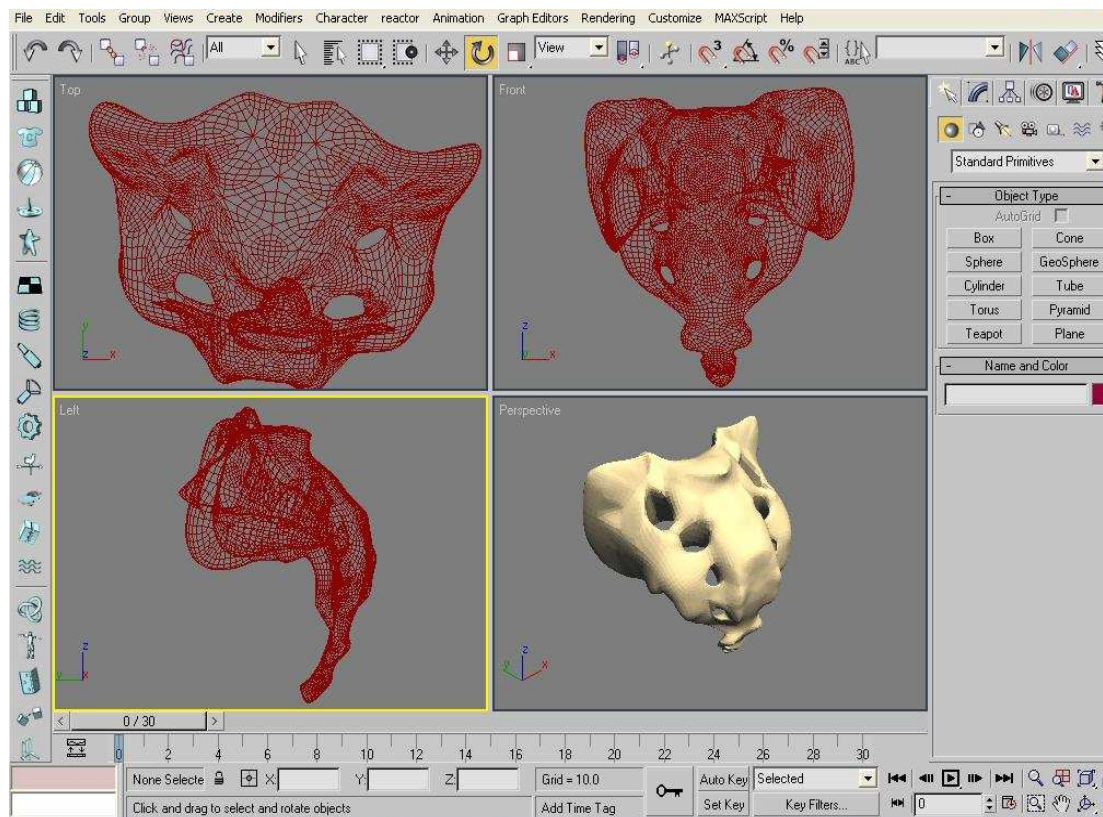 File Edit Tools Group Views Create Modifiers Character reactor Animation Graph Editors Rendering Customize MAXScript Help
All
View
3
%
{}
ABC
Top
Front
Standard Primitives
- Object Type
AutoGrid
Box Cone
Sphere GeoSphere
Cylinder Tube
Torus Pyramid
Teapot Plane
- Name and Color
y
z x
z
y x
Left
Perspective
z
y x
z
y x
< 0 / 30 >
0 2 4 6 8 10 12 14 16 18 20 22 24 26 28 30
None Selecte X: Y: Z: Grid = 10.0 Auto Key Selected
Click and drag to select and rotate objects Add Time Tag Set Key Key Filters... 0